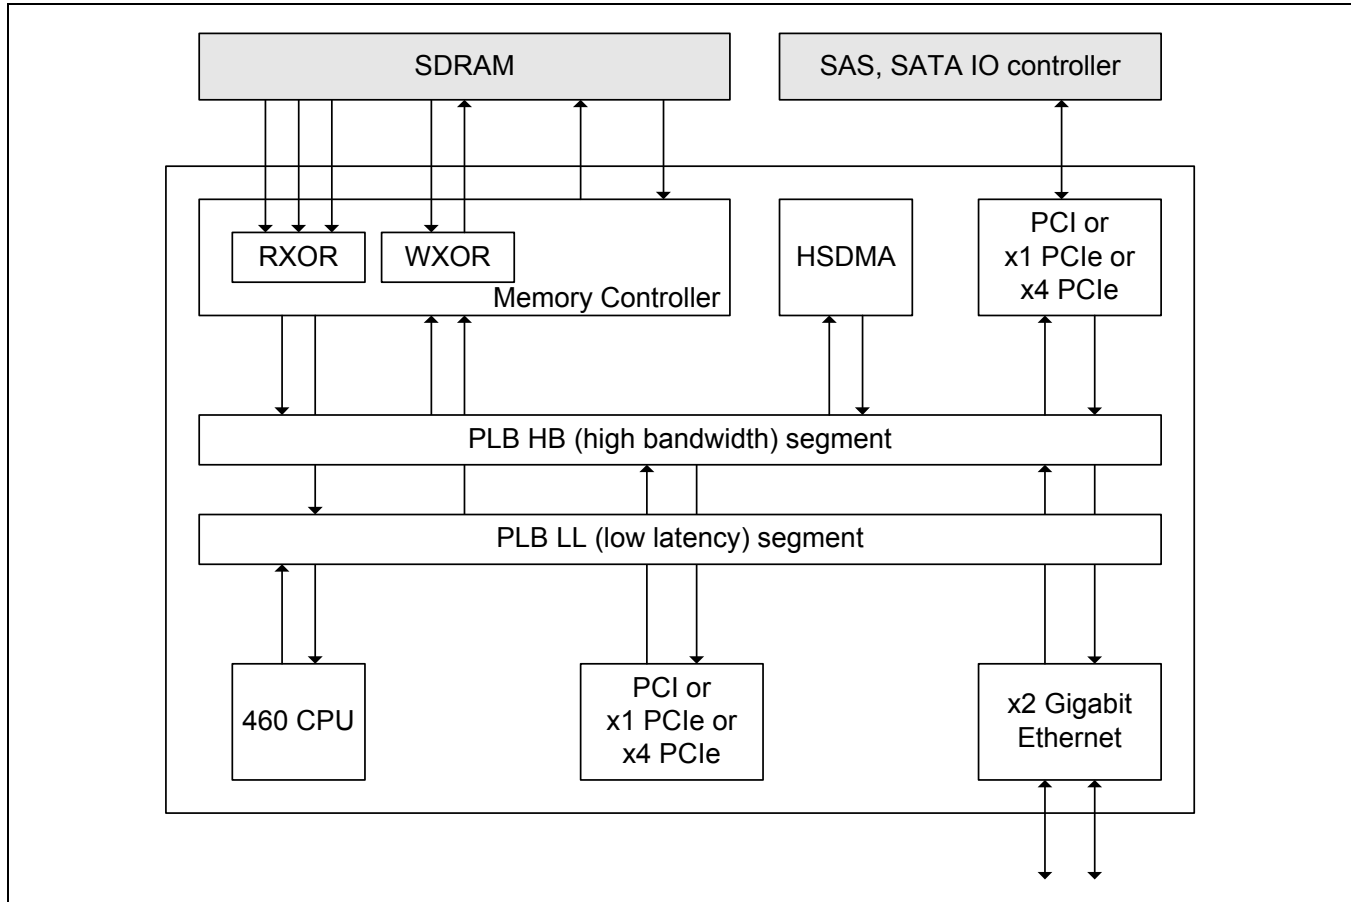 SDRAM
SAS, SATA IO controller
RXOR
WXOR
Memory Controller
HSDMA
PCI or
x1 PCIe or
x4 PCIe
PLB HB (high bandwidth) segment
PLB LL (low latency) segment
460 CPU
PCI or
x1 PCIe or
x4 PCIe
x2 Gigabit
Ethernet